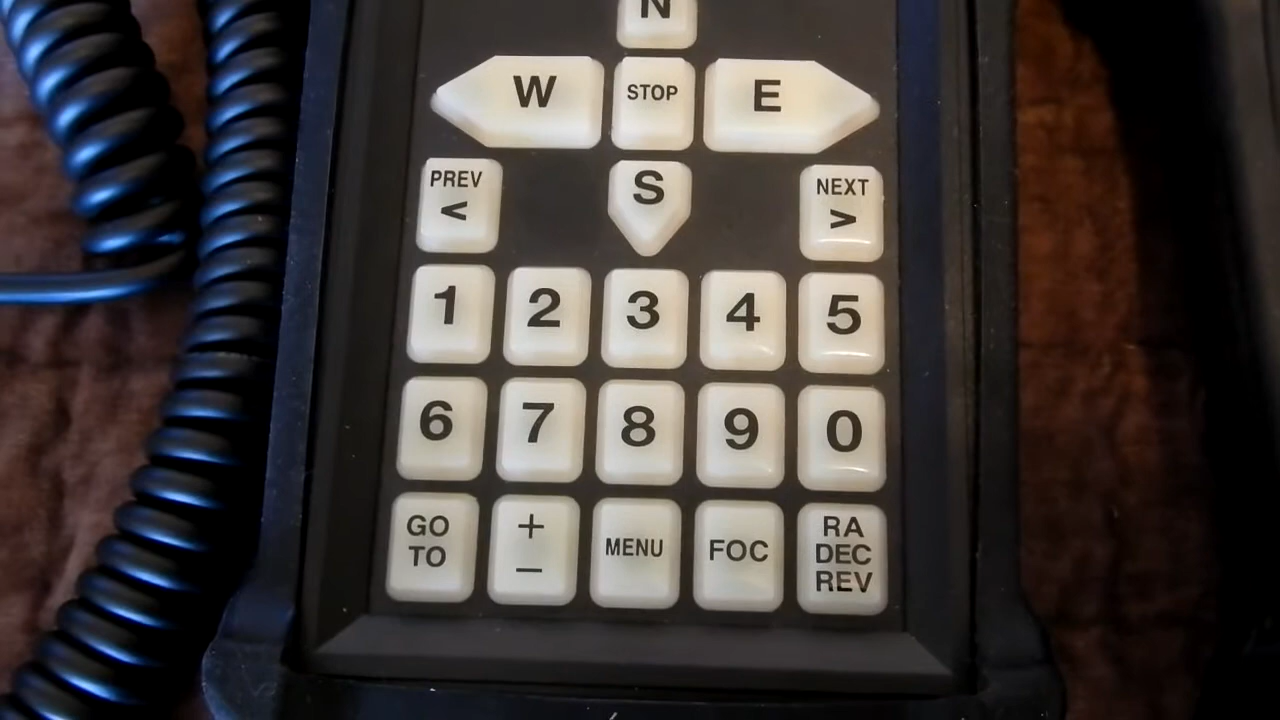 N
W STOP E
PREV
<
S
NEXT
>
1 2 3 4 5
6 7 8 9 0
GO
TO
+
−
MENU
FOC
RA
DEC
REV